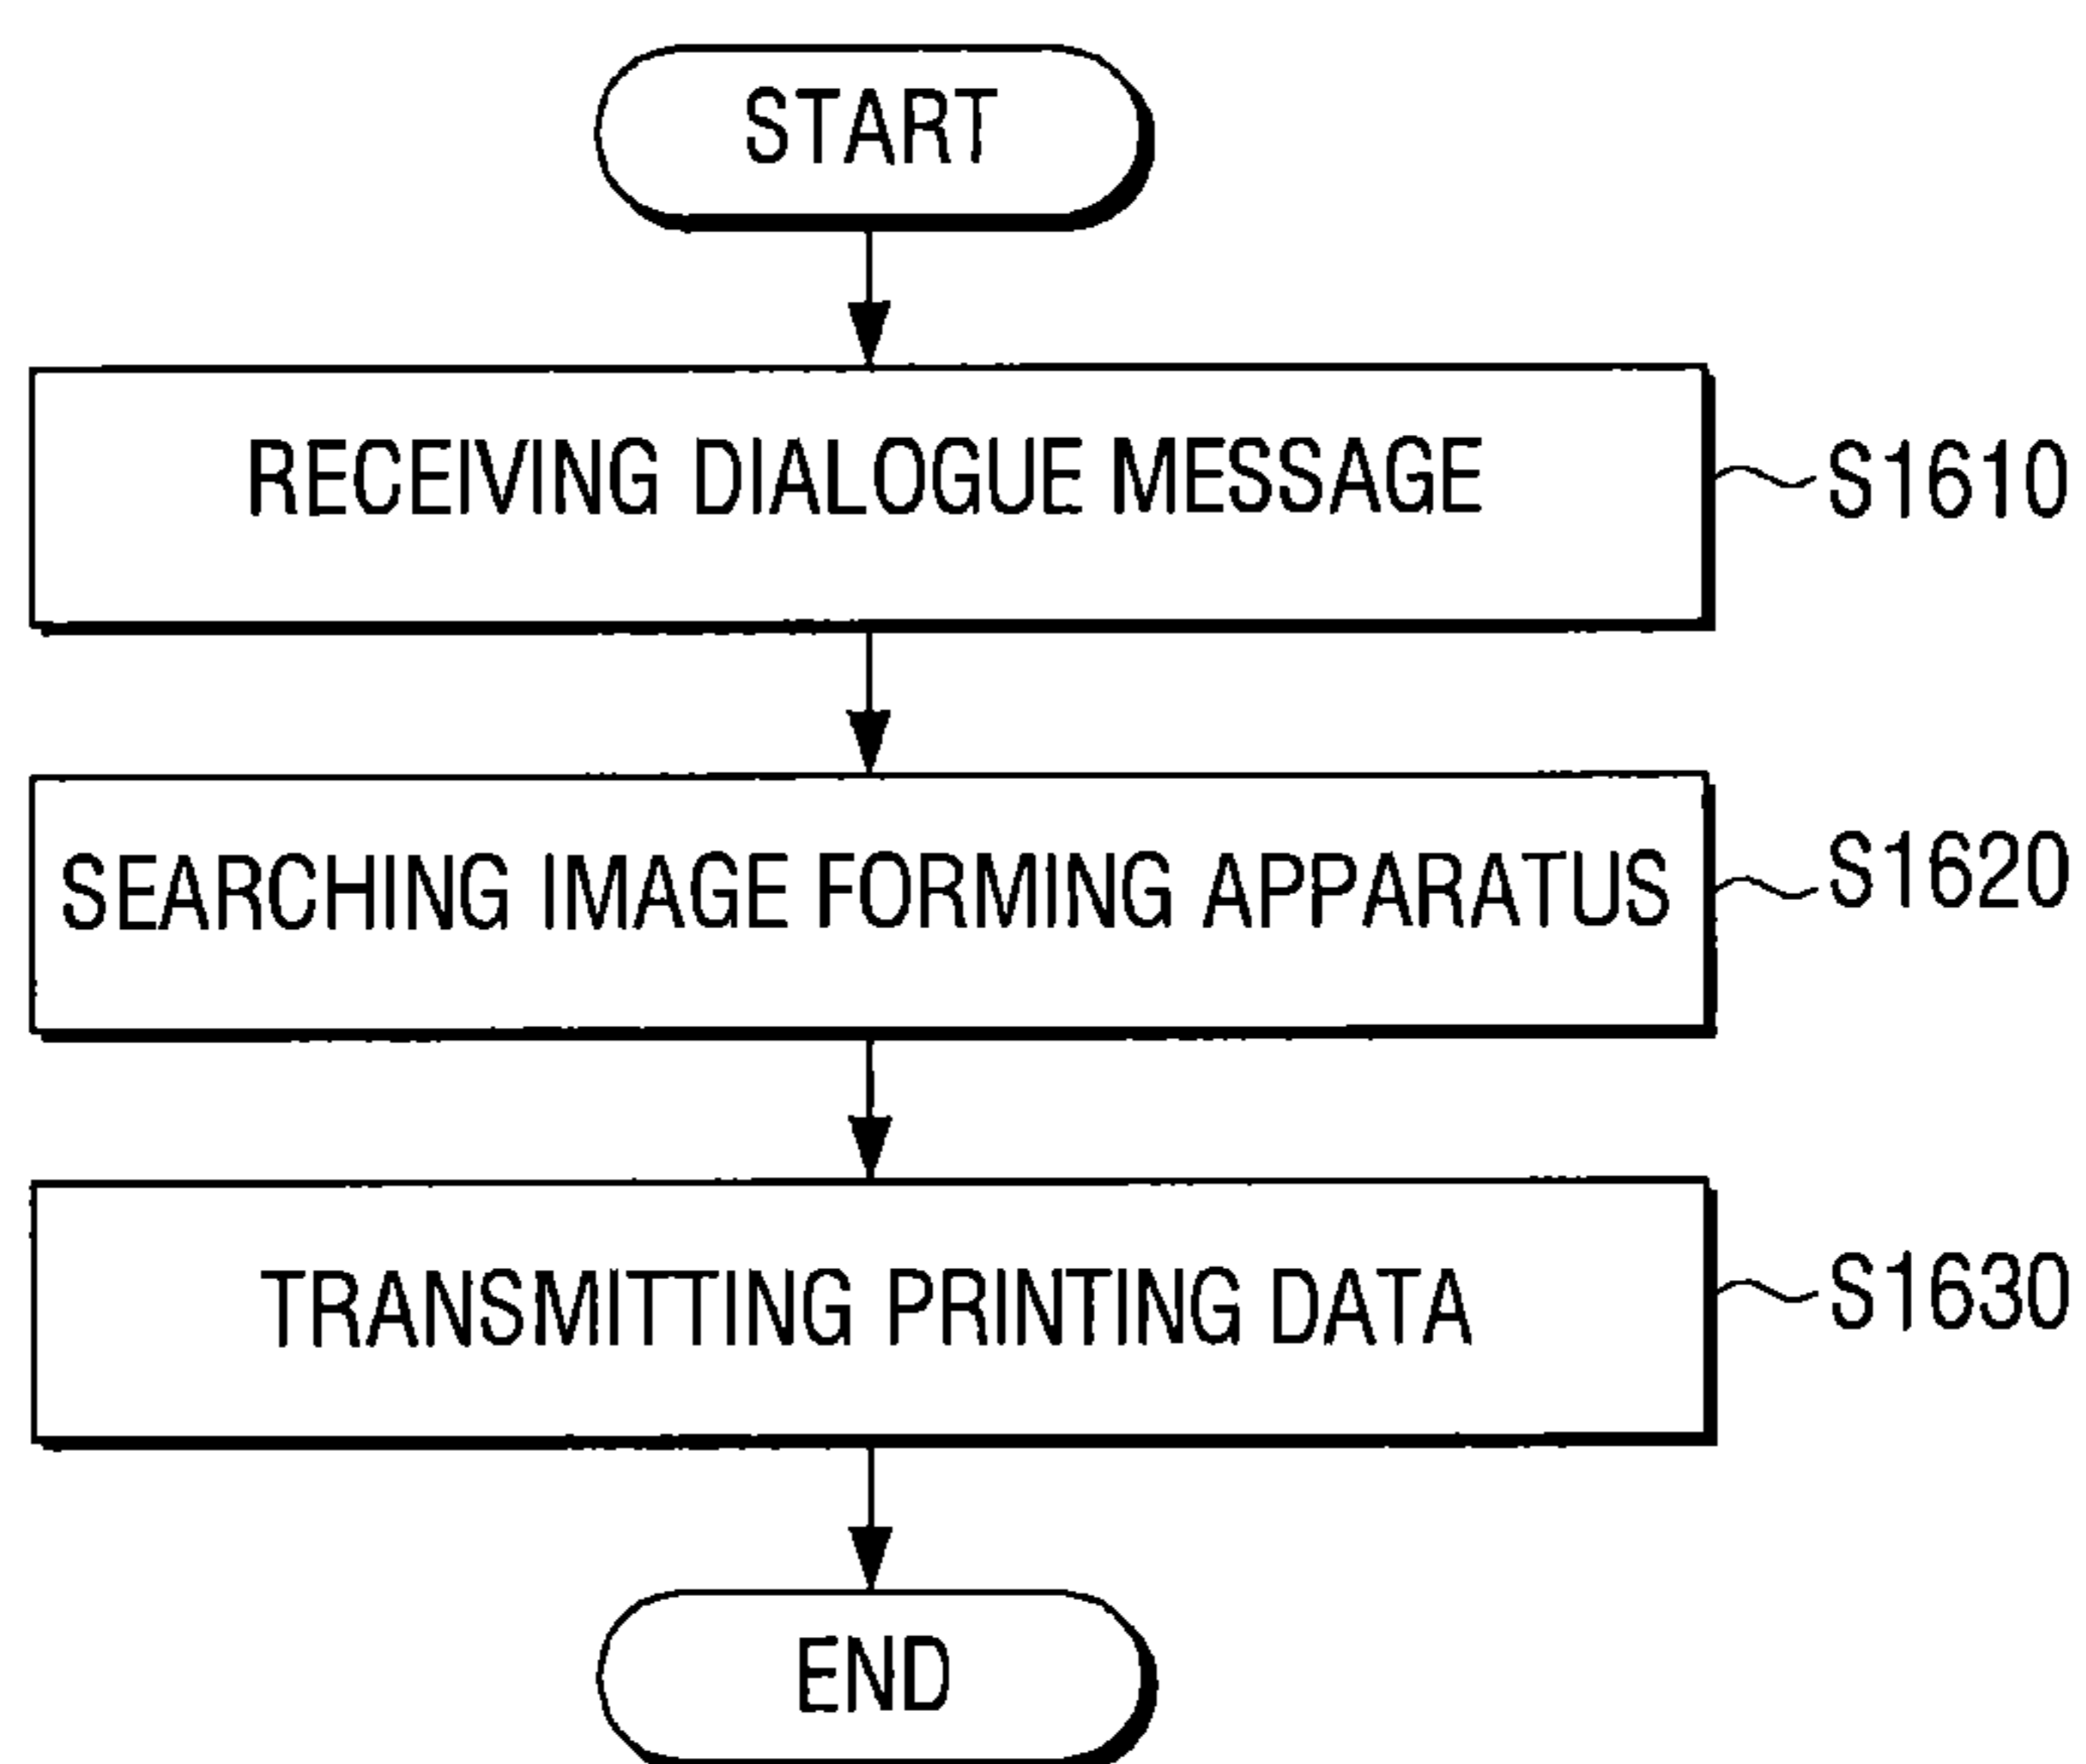 START
RECEIVING DIALOGUE MESSAGE
S1610
SEARCHING IMAGE FORMING APPARATUS
S1620
TRANSMITTING PRINTING DATA
S1630
END